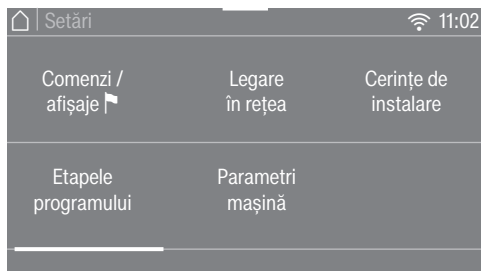 Setări 11:02
Comenzi /
afișaje
Legare
în rețea
Cerințe de
instalare
Etapele
programului
Parametri
mașină